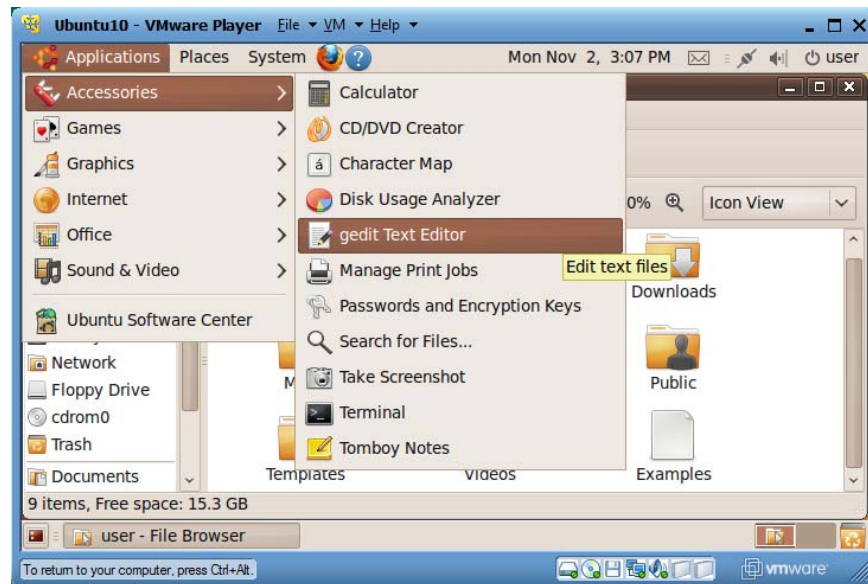 Ubuntu10 - VMware Player File VM Help
Applications Places System Mon Nov 2, 3:07 PM user
Accessories
Games
Graphics
Internet
Office
Sound & Video
Ubuntu Software Center
Calculator
CD/DVD Creator
á Character Map
Disk Usage Analyzer
gedit Text Editor
Manage Print Jobs
Passwords and Encryption Keys
Search for Files...
Take Screenshot
Terminal
Tomboy Notes
Edit text files
0% Icon View
Downloads
Network
Floppy Drive
cdrom0
Trash
Documents
Public
Templates Videos Examples
9 items, Free space: 15.3 GB
user - File Browser
To return to your computer, press Ctrl+Alt.
vmware